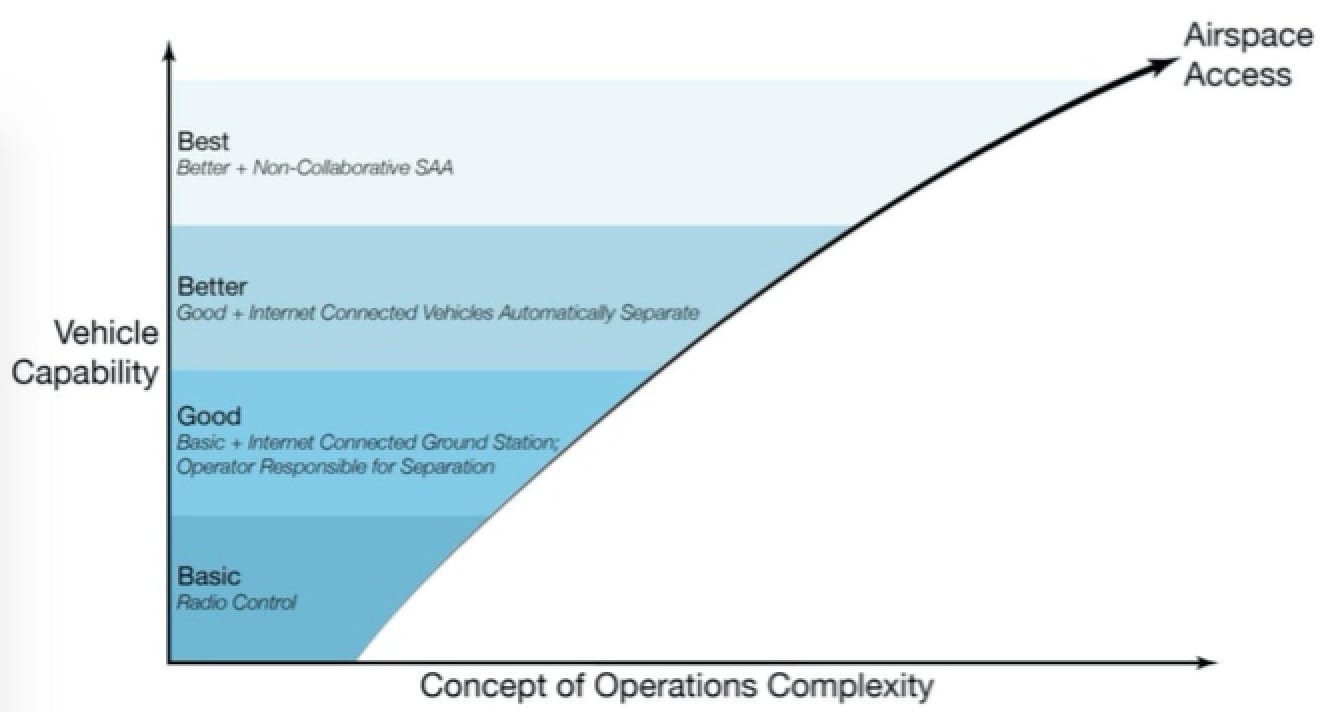 Airspace
Access
Best
Better + Non-Collaborative SAA
Better
Good + Internet Connected Vehicles Automatically Separate
Vehicle
Capability
Good
Basic + Internet Connected Ground Station;
Operator Responsible for Separation
Basic
Radio Control
Concept of Operations Complexity